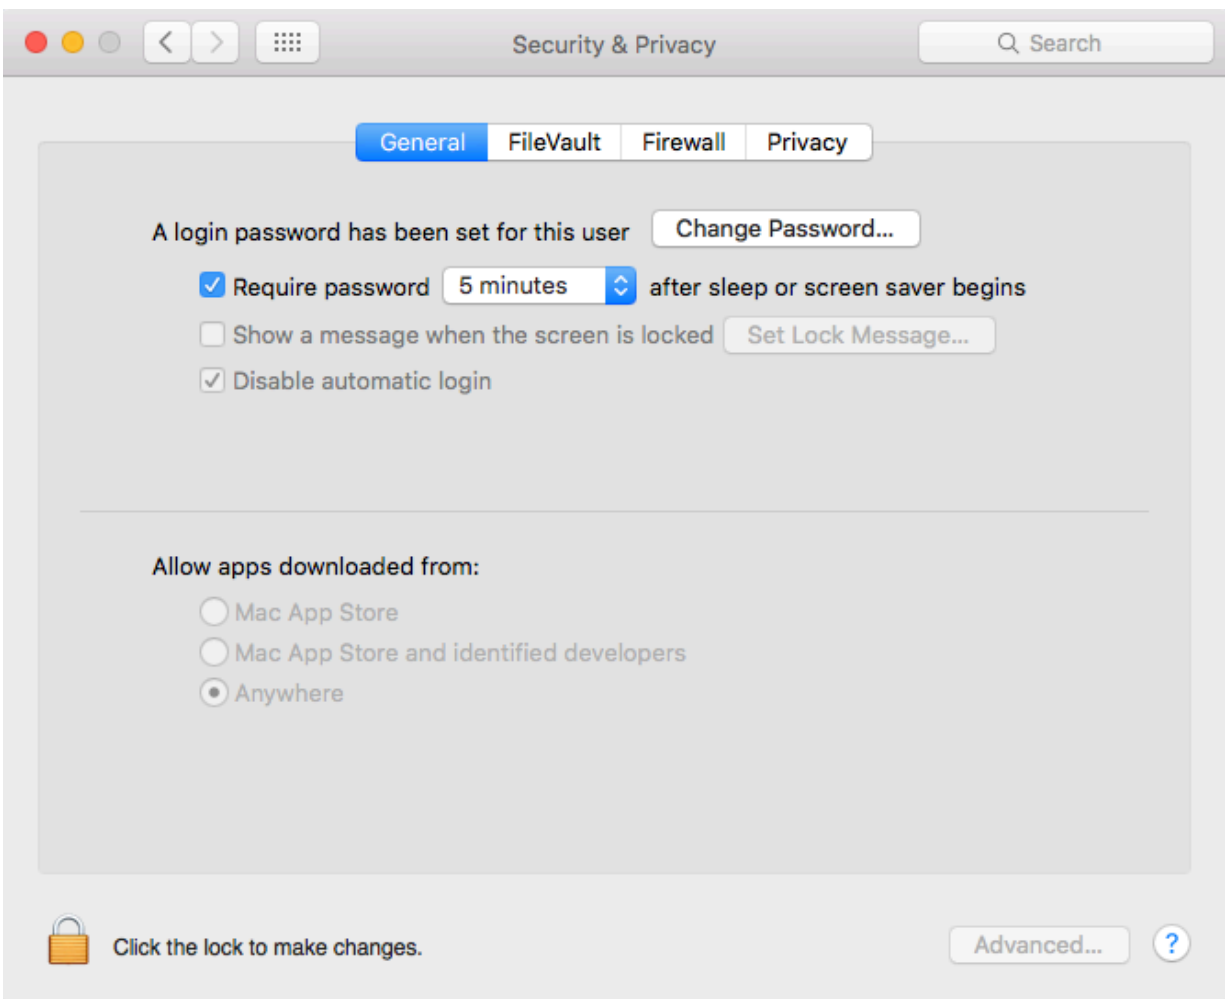 Security & Privacy
Search
General
FileVault
Firewall
Privacy
A login password has been set for this user
Change Password...
Require password
5 minutes
after sleep or screen saver begins
Show a message when the screen is locked
Set Lock Message...
Disable automatic login
Allow apps downloaded from:
Mac App Store
Mac App Store and identified developers
Anywhere
Click the lock to make changes.
Advanced...
?